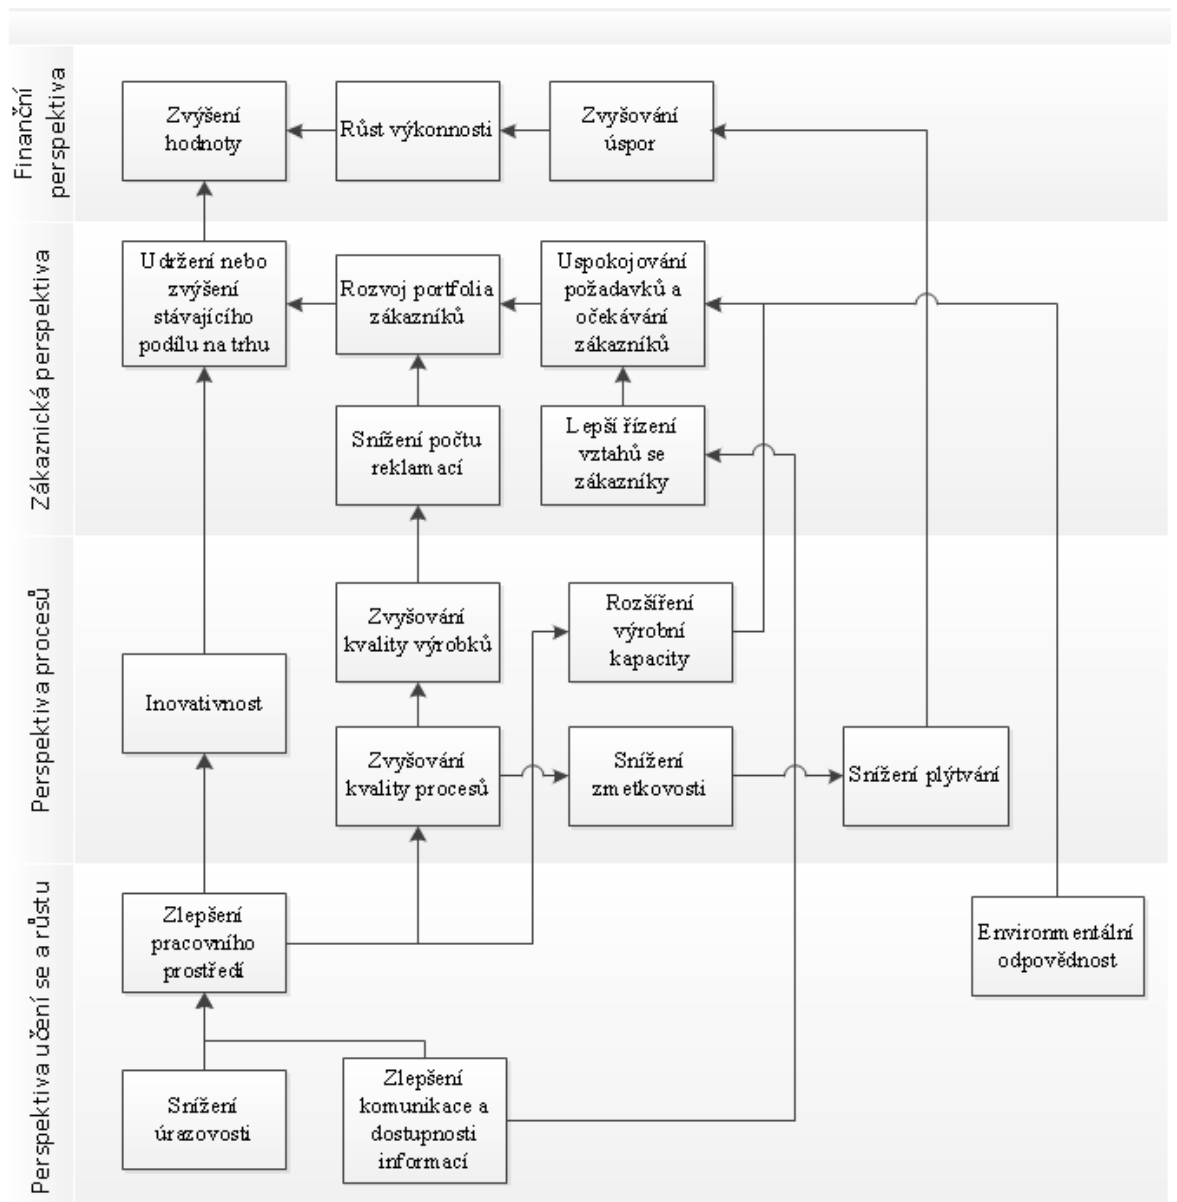 Finanční
perspektiva
Zvýšení
hodnoty
Růst výkonnosti
Zvyšování
úspor
Zákaznická perspektiva
Udržení nebo
zvýšení
stávajícího
podílu na trhu
Rozvoj portfolia
zákazníků
Uspokojování
požadavků a
očekávání
zákazníků
Snížení počtu
reklamací
Lepší řízení
vztahů se
zákazníky
Perspektiva procesů
Inovativnost
Zvyšování
kvality výrobků
Rozšíření
výrobní
kapacity
Zvyšování
kvality procesů
Snížení
zmetkovosti
Snížení plýtvání
Perspektiva učení se a růstu
Zlepšení
pracovního
prostředí
Environmentální
odpovědnost
Snížení
úrazovosti
Zlepšení
komunikace a
dostupnosti
informací